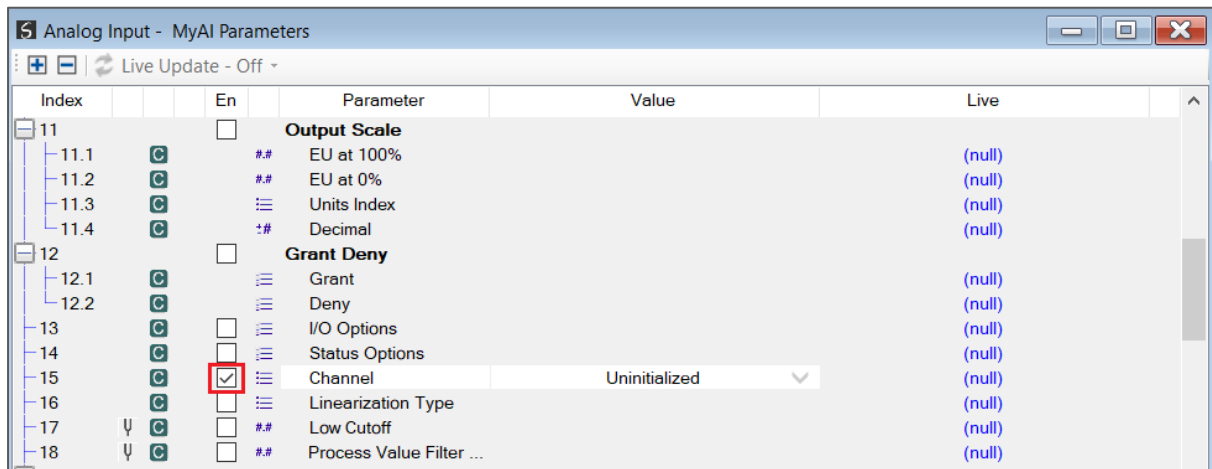 Analog Input - MyAI Parameters
Live Update - Off
Index En Parameter Value Live
11 Output Scale
11.1 C #.# EU at 100% (null)
11.2 C #.# EU at 0% (null)
11.3 C Units Index (null)
11.4 C ±# Decimal (null)
12 Grant Deny
12.1 C Grant (null)
12.2 C Deny (null)
13 C I/O Options (null)
14 C Status Options (null)
15 C Channel Uninitialized (null)
16 C Linearization Type (null)
17 C #.# Low Cutoff (null)
18 C #.# Process Value Filter ... (null)